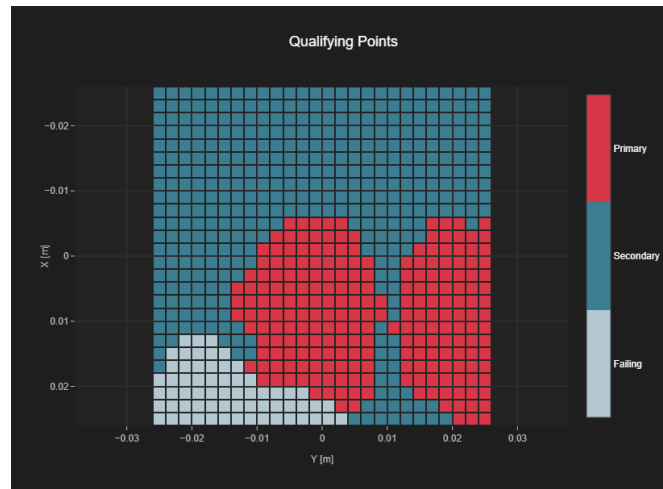 Qualifying Points
−0.02
−0.01
0
0.01
0.02
X [m]
−0.03
−0.02
−0.01
0
0.01
0.02
0.03
Y [m]
Primary
Secondary
Failing